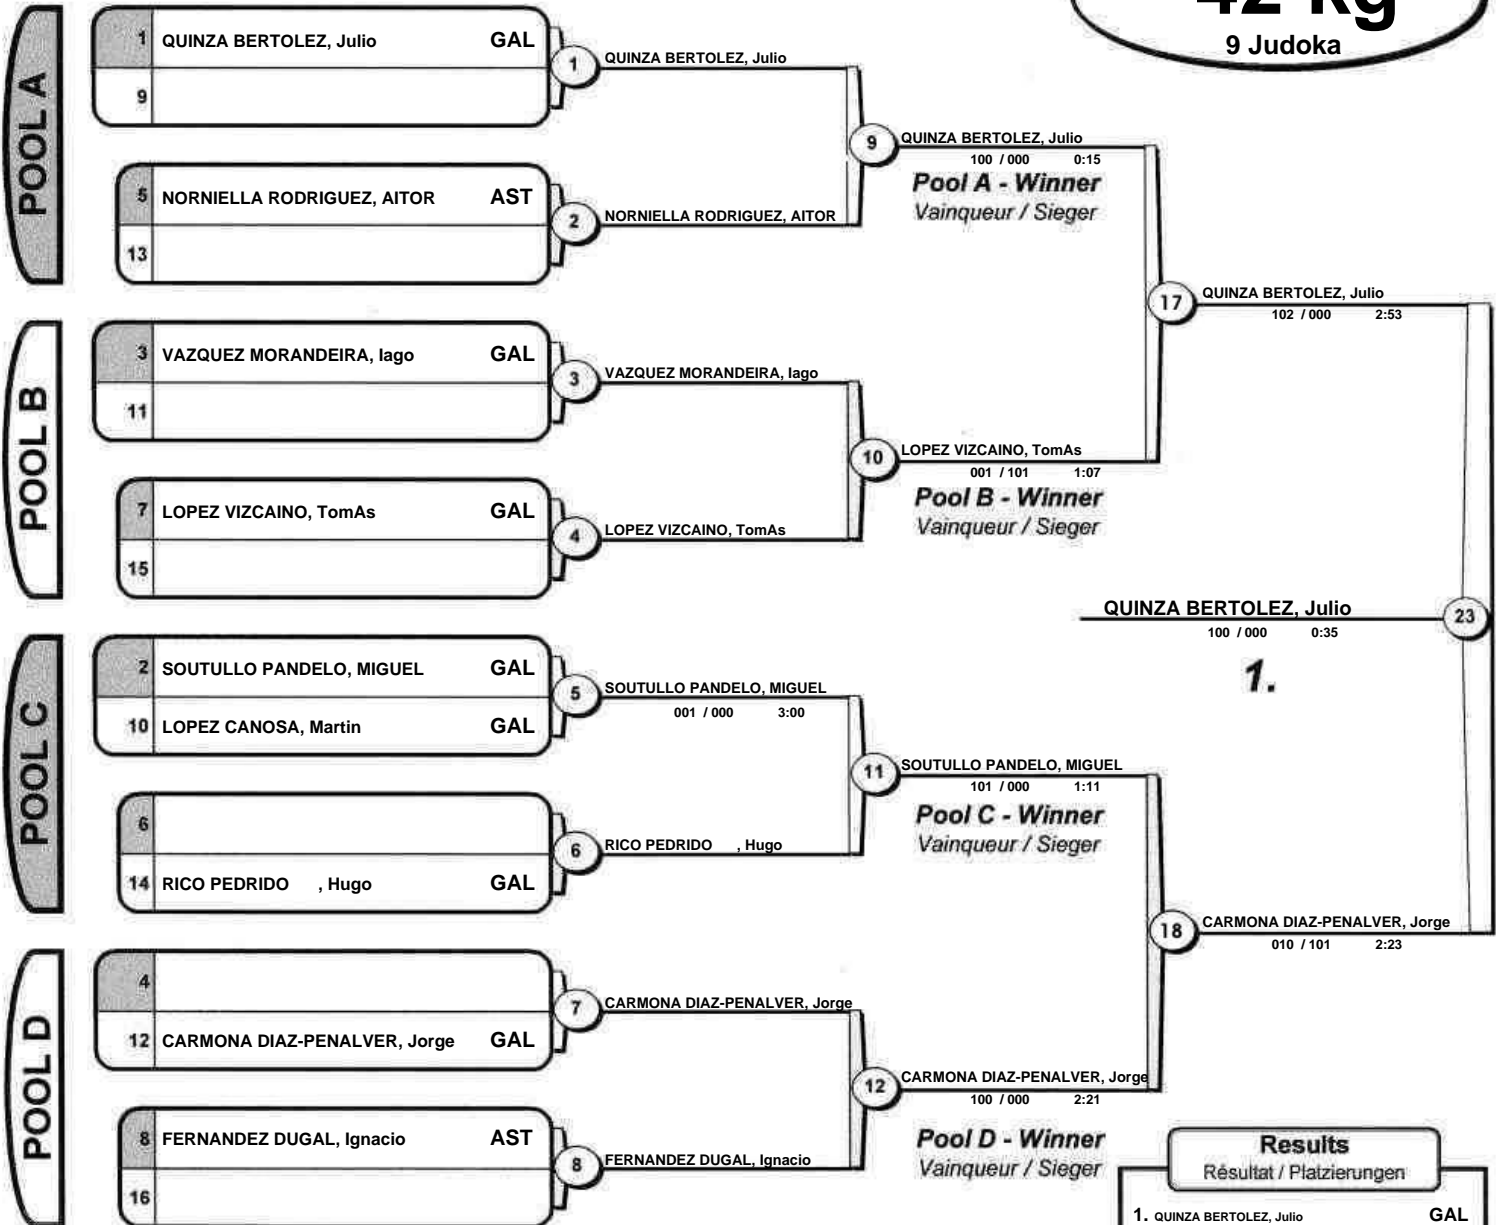 42 kg
9 Judoka
POOL A
1 QUINZA BERTOLEZ, Julio GAL
9
5 NORNIELLA RODRIGUEZ, AITOR AST
13
1 QUINZA BERTOLEZ, Julio
2 NORNIELLA RODRIGUEZ, AITOR
9 QUINZA BERTOLEZ, Julio
100 / 000 0:15
Pool A - Winner
Vainqueur / Sieger
POOL B
3 VAZQUEZ MORANDEIRA, Iago GAL
11
7 LOPEZ VIZCAINO, TomAs GAL
15
3 VAZQUEZ MORANDEIRA, Iago
4 LOPEZ VIZCAINO, TomAs
10 LOPEZ VIZCAINO, TomAs
001 / 101 1:07
Pool B - Winner
Vainqueur / Sieger
17 QUINZA BERTOLEZ, Julio
102 / 000 2:53
QUINZA BERTOLEZ, Julio 23
100 / 000 0:35
1.
POOL C
2 SOUTULLO PANDELO, MIGUEL GAL
10 LOPEZ CANOSA, Martin GAL
6
14 RICO PEDRIDO , Hugo GAL
5 SOUTULLO PANDELO, MIGUEL
001 / 000 3:00
6 RICO PEDRIDO , Hugo
11 SOUTULLO PANDELO, MIGUEL
101 / 000 1:11
Pool C - Winner
Vainqueur / Sieger
POOL D
4
12 CARMONA DIAZ-PENALVER, Jorge GAL
8 FERNANDEZ DUGAL, Ignacio AST
16
7 CARMONA DIAZ-PENALVER, Jorge
8 FERNANDEZ DUGAL, Ignacio
12 CARMONA DIAZ-PENALVER, Jorge
100 / 000 2:21
Pool D - Winner
Vainqueur / Sieger
18 CARMONA DIAZ-PENALVER, Jorge
010 / 101 2:23
Results
Résultat / Platzierungen
1. QUINZA BERTOLEZ, Julio GAL